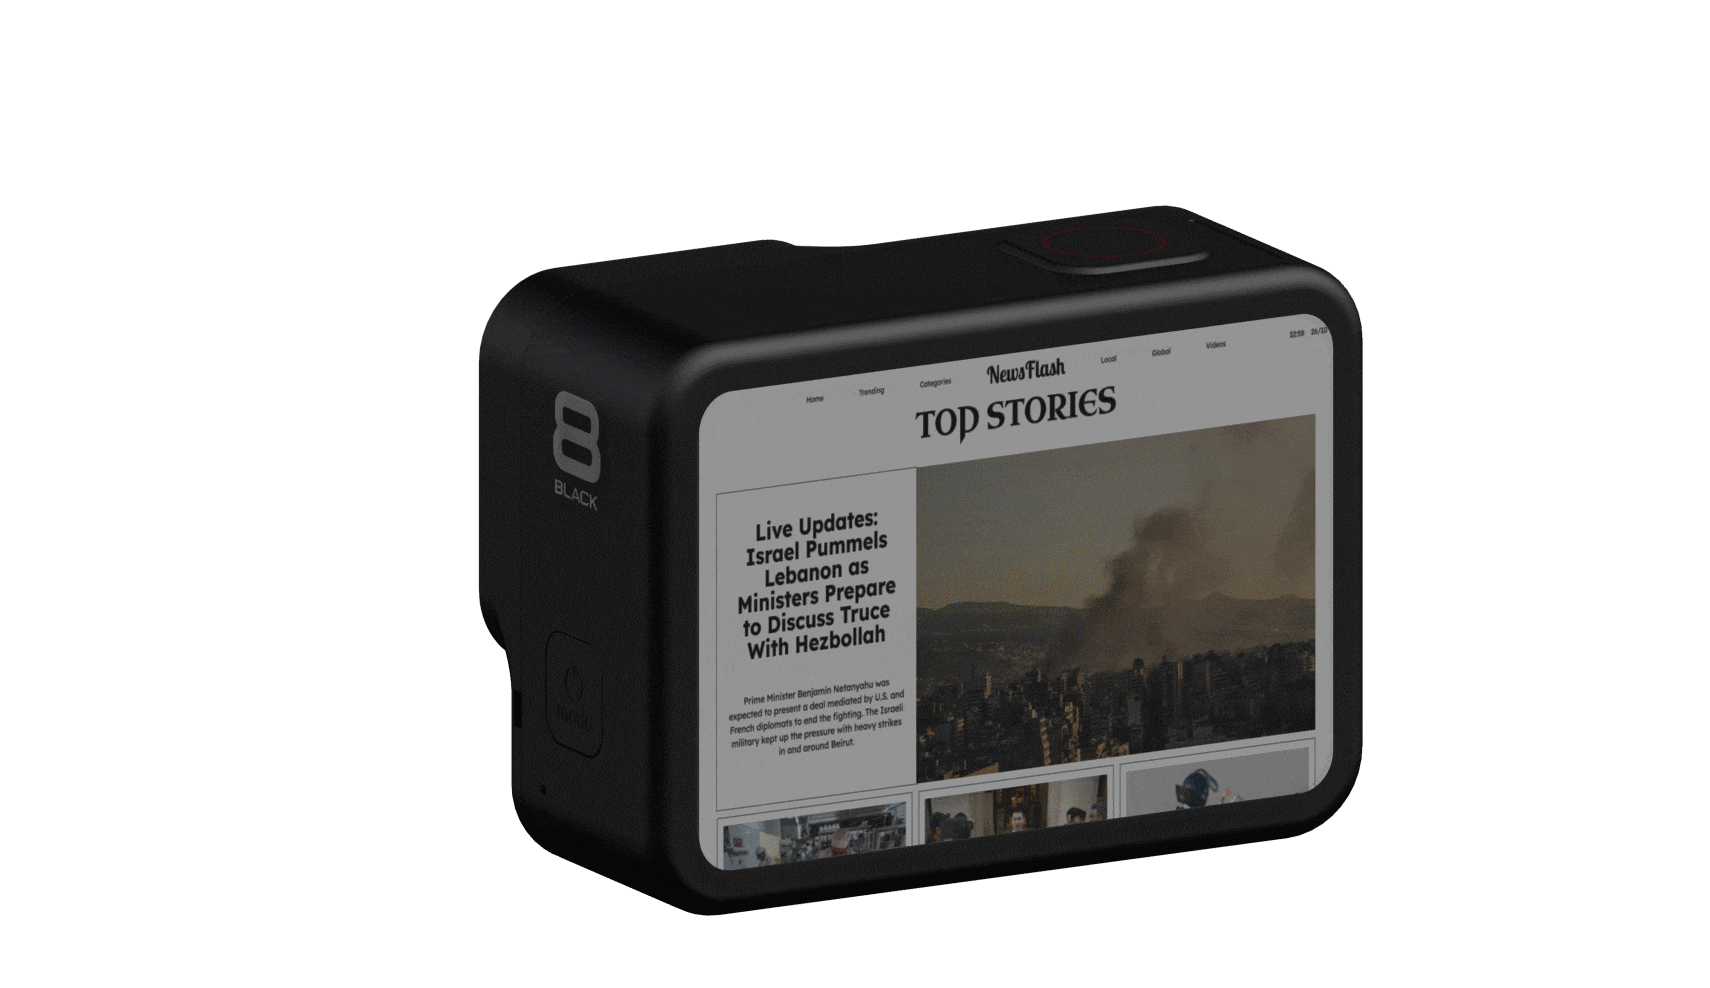 8
BLACK
22:58 26/10
Home Trending Categories NewsFlash Local Global Videos
TOP STORIES
Live Updates:
Israel Pummels
Lebanon as
Ministers Prepare
to Discuss Truce
With Hezbollah
Prime Minister Benjamin Netanyahu was
expected to present a deal mediated by U.S. and
French diplomats to end the fighting. The Israeli
military kept up the pressure with heavy strikes
in and around Beirut.